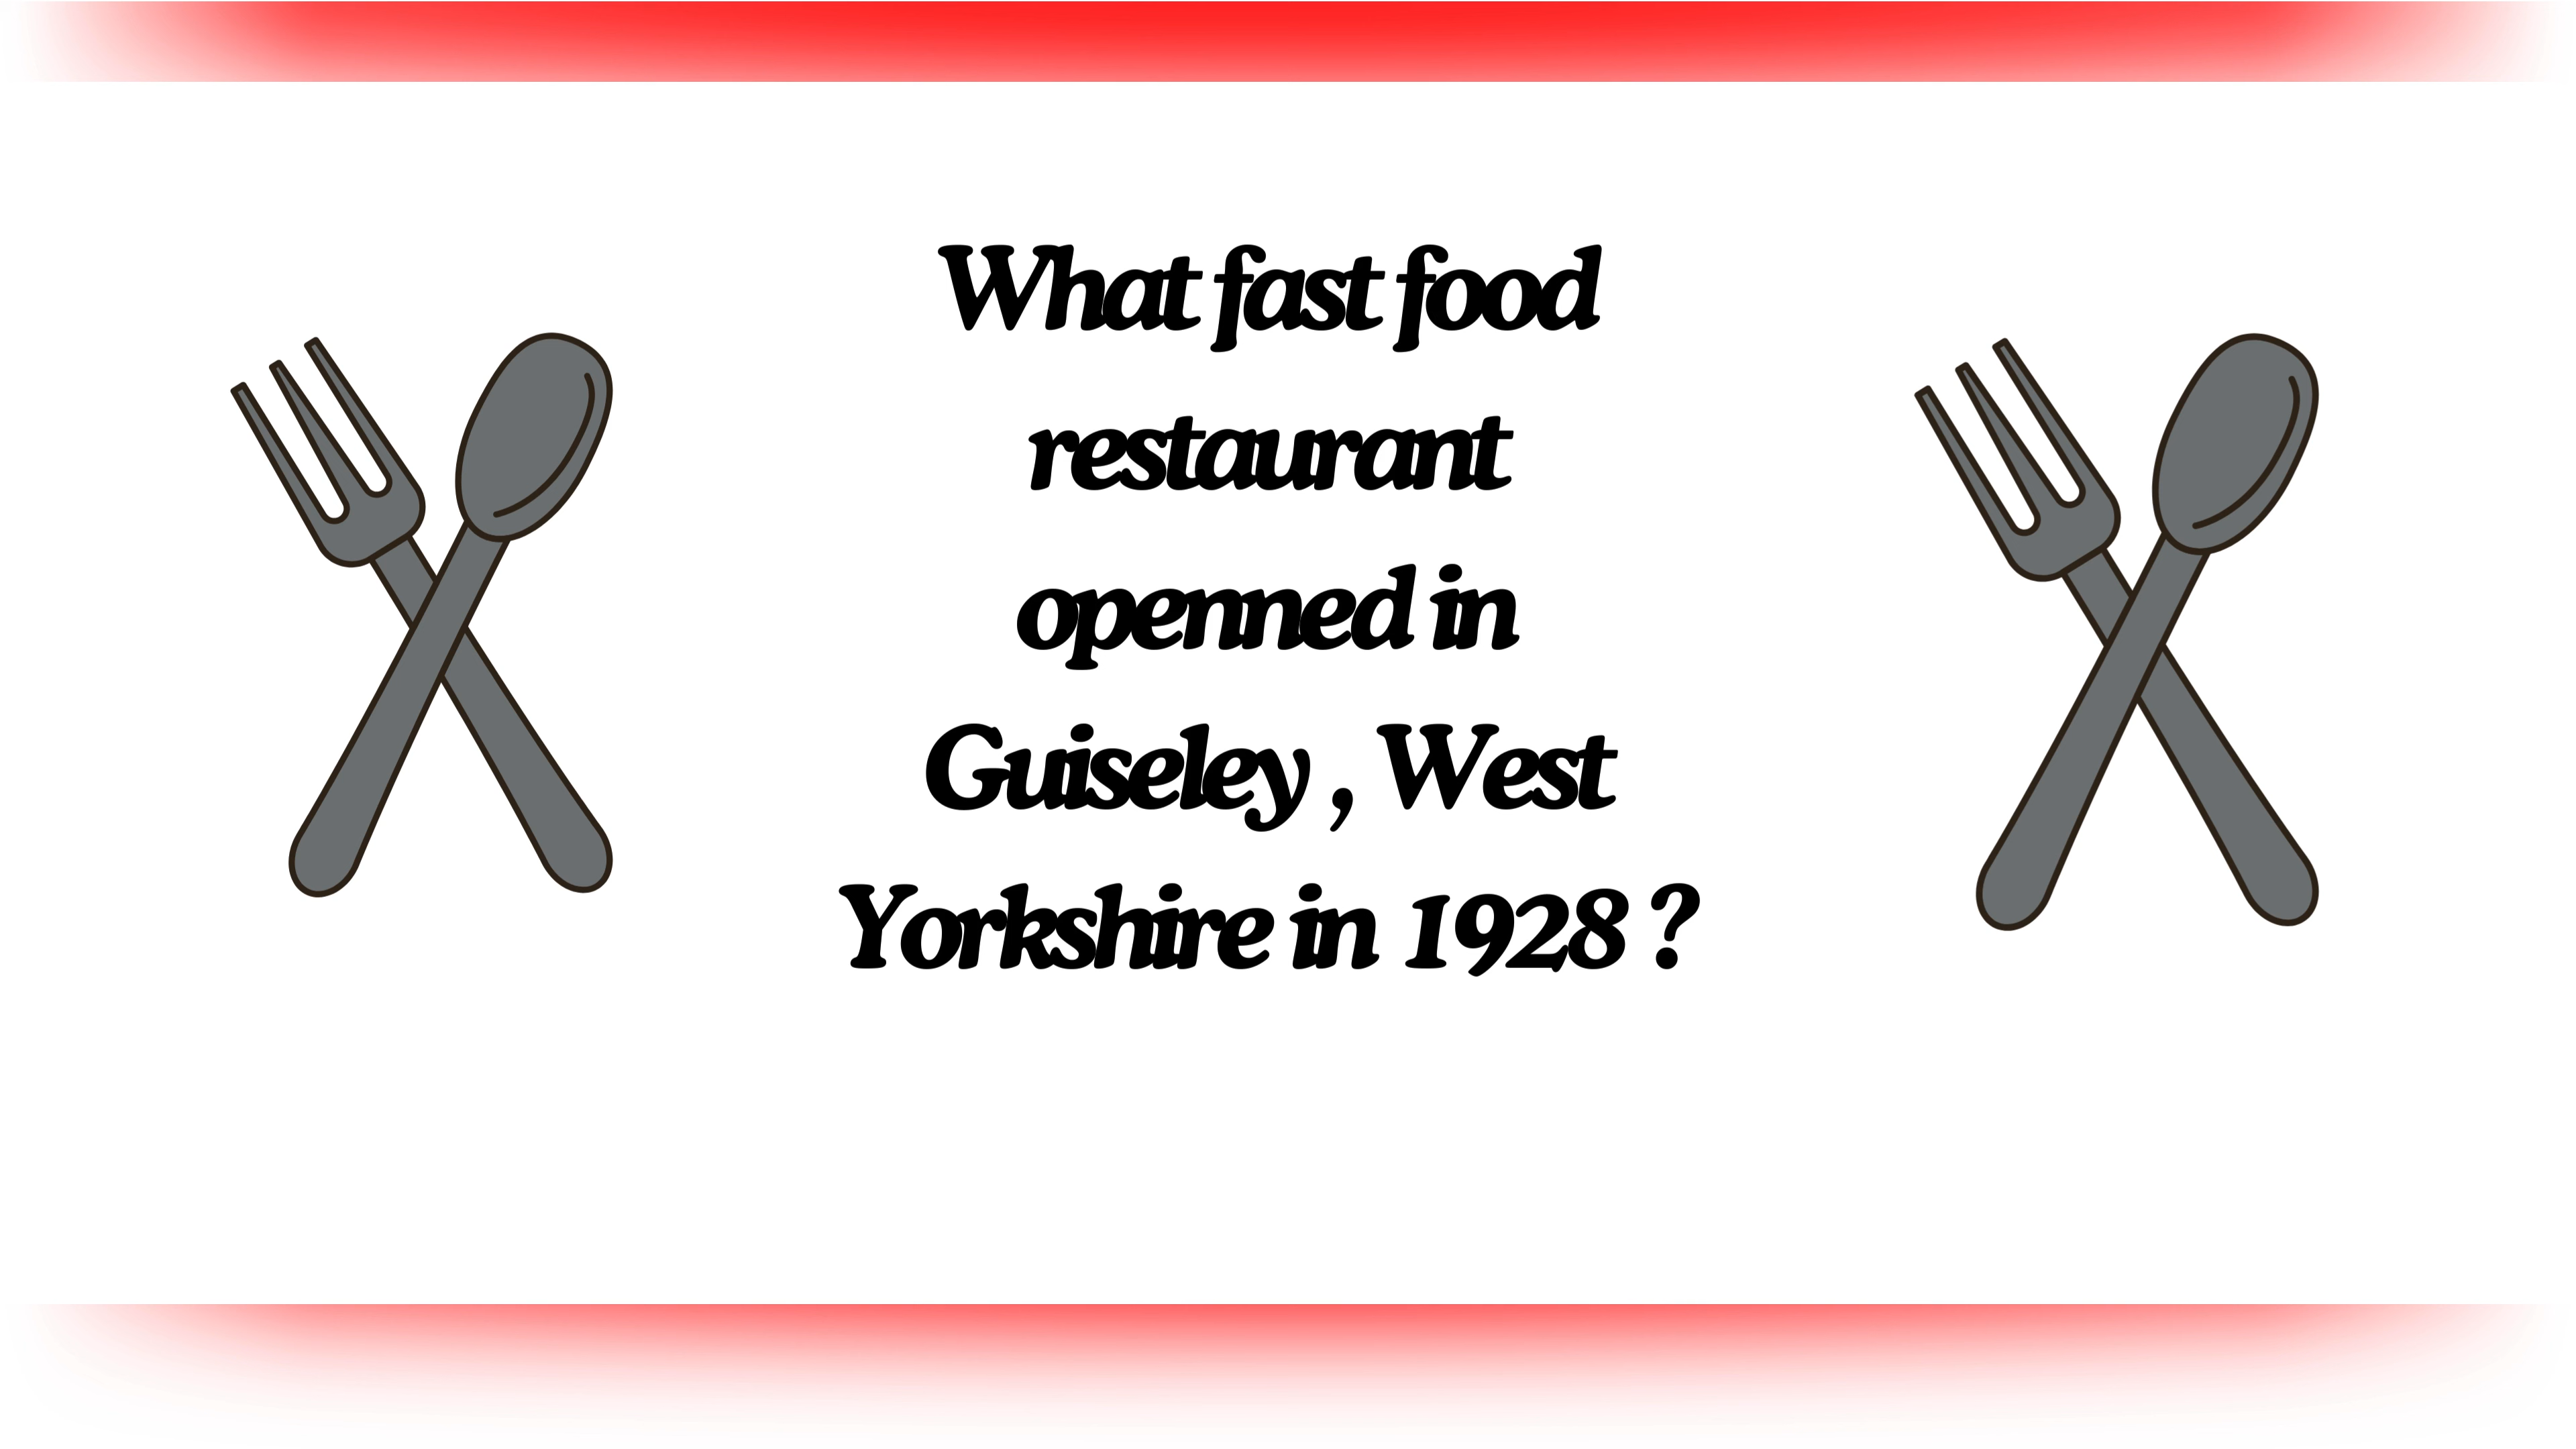 What fast food
restaurant
openned in
Guiseley , West
Yorkshire in 1928 ?